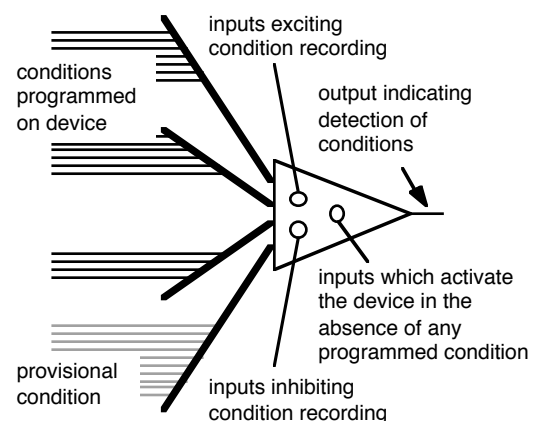 inputs exciting
condition recording
conditions
programmed
on device
output indicating
detection of
conditions
inputs which activate
the device in the
absence of any
programmed condition
provisional
condition
inputs inhibiting
condition recording